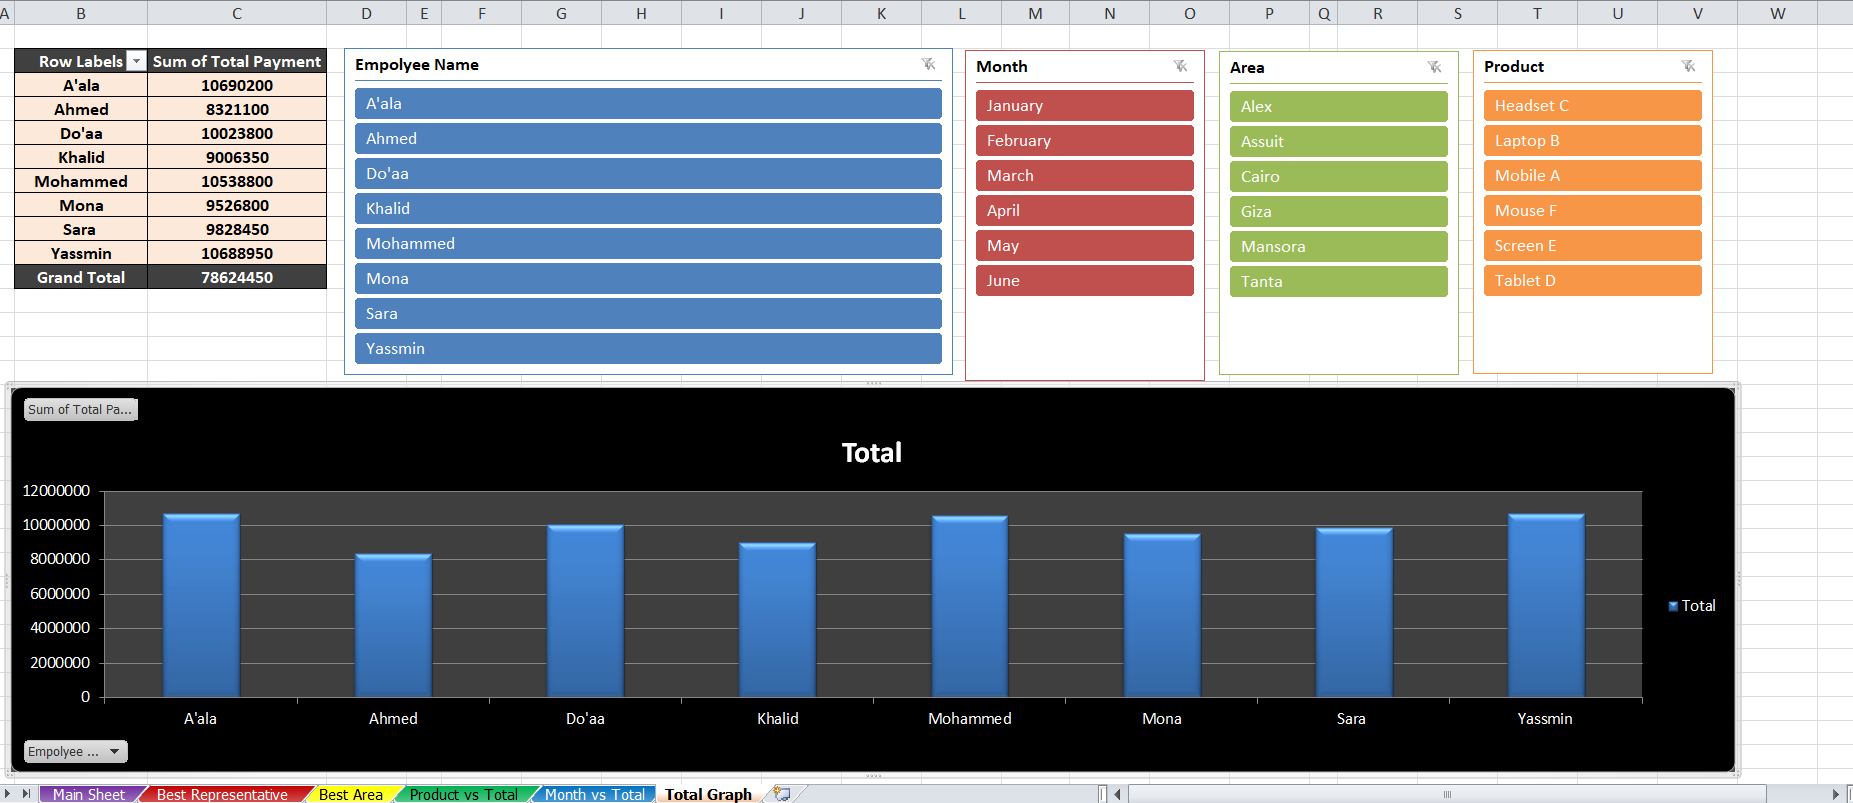 A B C D E F G H I J K L M N O P Q R S T U V W
Row Labels Sum of Total Payment
A'ala 10690200
Ahmed 8321100
Do'aa 10023800
Khalid 9006350
Mohammed 10538800
Mona 9526800
Sara 9828450
Yassmin 10688950
Grand Total 78624450
Empolyee Name
A'ala
Ahmed
Do'aa
Khalid
Mohammed
Mona
Sara
Yassmin
Month
January
February
March
April
May
June
Area
Alex
Assuit
Cairo
Giza
Mansora
Tanta
Product
Headset C
Laptop B
Mobile A
Mouse F
Screen E
Tablet D
Sum of Total Pa...
Total
12000000
10000000
8000000
6000000
4000000
2000000
0
A'ala Ahmed Do'aa Khalid Mohammed Mona Sara Yassmin
Total
Empolyee ...
Main Sheet Best Representative Best Area Product vs Total Month vs Total Total Graph